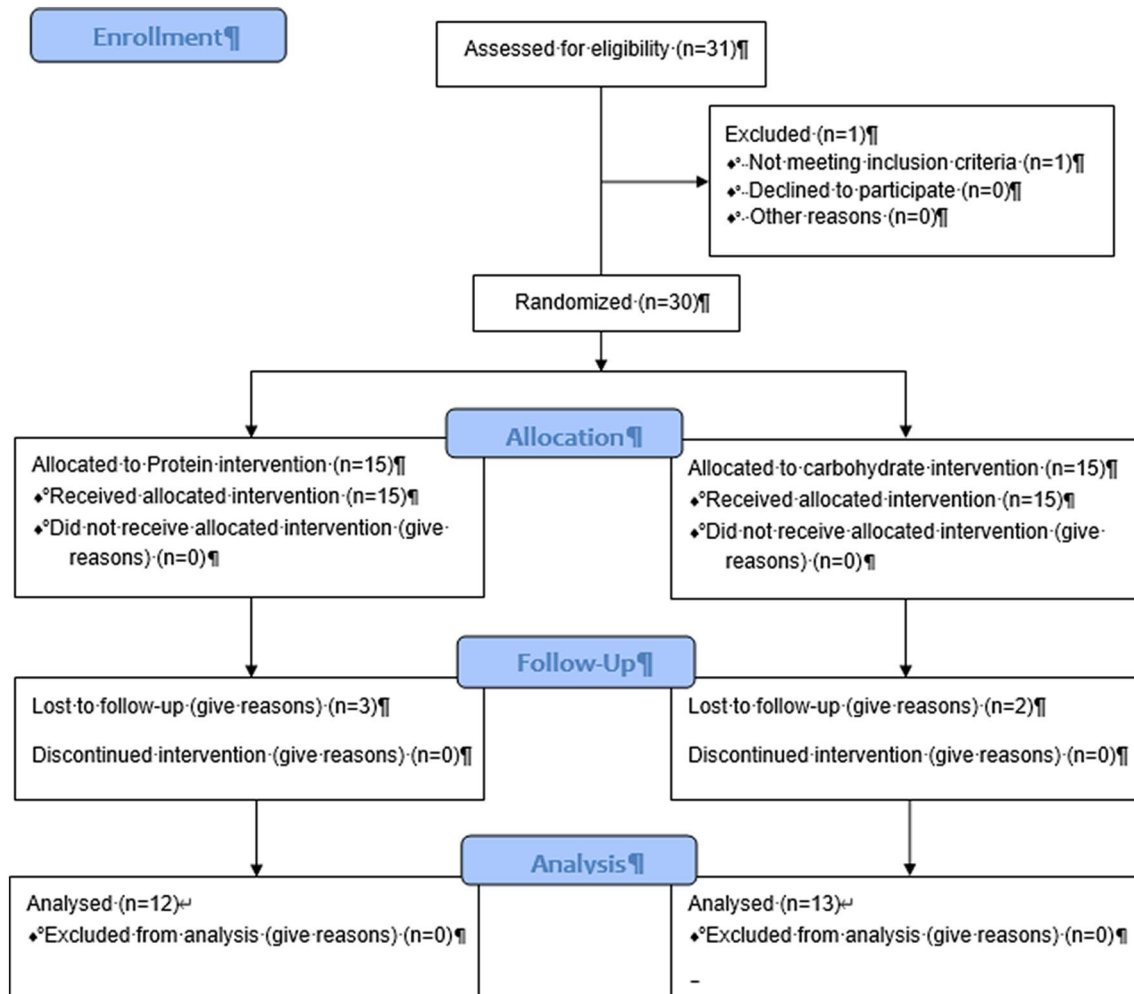 Enrollment¶
Assessed·for·eligibility·(n=31)¶
Excluded·(n=1)¶
◆°··Not·meeting·inclusion·criteria·(n=1)¶
◆°··Declined·to·participate·(n=0)¶
◆°··Other·reasons·(n=0)¶
Randomized·(n=30)¶
Allocation¶
Allocated·to·Protein·intervention·(n=15)¶
◆°Received·allocated·intervention·(n=15)¶
◆°Did·not·receive·allocated·intervention·(give·
reasons)·(n=0)¶
Allocated·to·carbohydrate·intervention·(n=15)¶
◆°Received·allocated·intervention·(n=15)¶
◆°Did·not·receive·allocated·intervention·(give·
reasons)·(n=0)¶
Follow-Up¶
Lost·to·follow-up·(give·reasons)·(n=3)¶
Discontinued·intervention·(give·reasons)·(n=0)¶
Lost·to·follow-up·(give·reasons)·(n=2)¶
Discontinued·intervention·(give·reasons)·(n=0)¶
Analysis¶
Analysed·(n=12)↵
◆°Excluded·from·analysis·(give·reasons)·(n=0)¶
Analysed·(n=13)↵
◆°Excluded·from·analysis·(give·reasons)·(n=0)¶